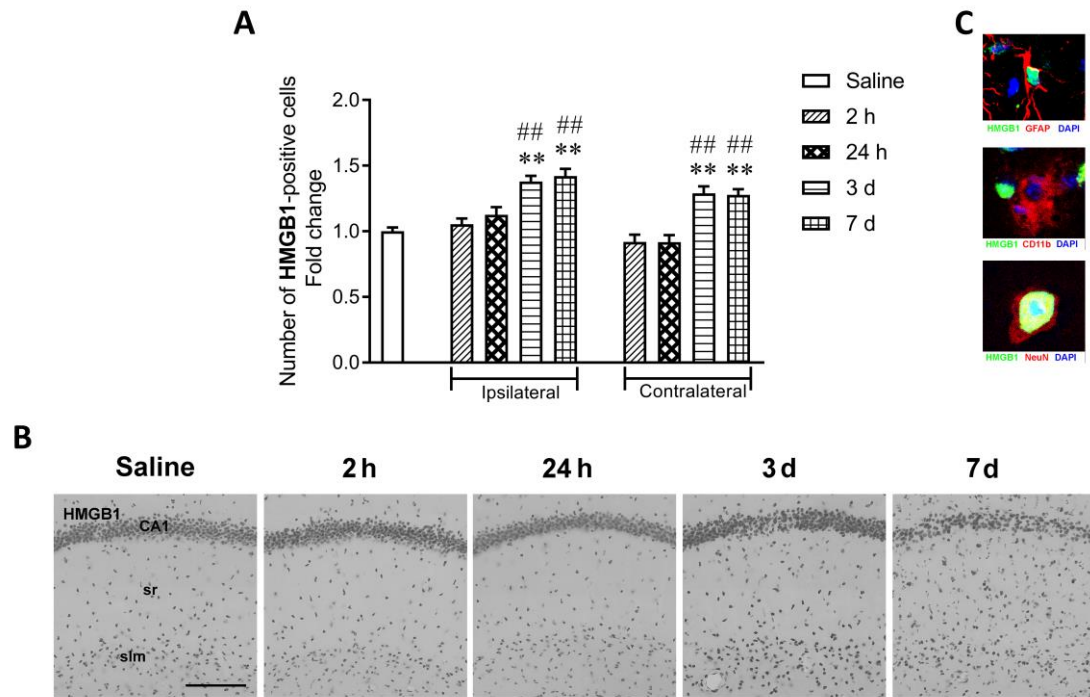 A
C
Number of HMGB1-positive cells
Fold change
2.0
1.5
1.0
0.5
0.0
##
**
##
**
##
**
##
**
Ipsilateral
Contralateral
Saline
2 h
24 h
3 d
7 d
HMGB1 GFAP DAPI
HMGB1 CD11b DAPI
HMGB1 NeuN DAPI
B
Saline
2 h
24 h
3 d
7 d
HMGB1
CA1
sr
slm